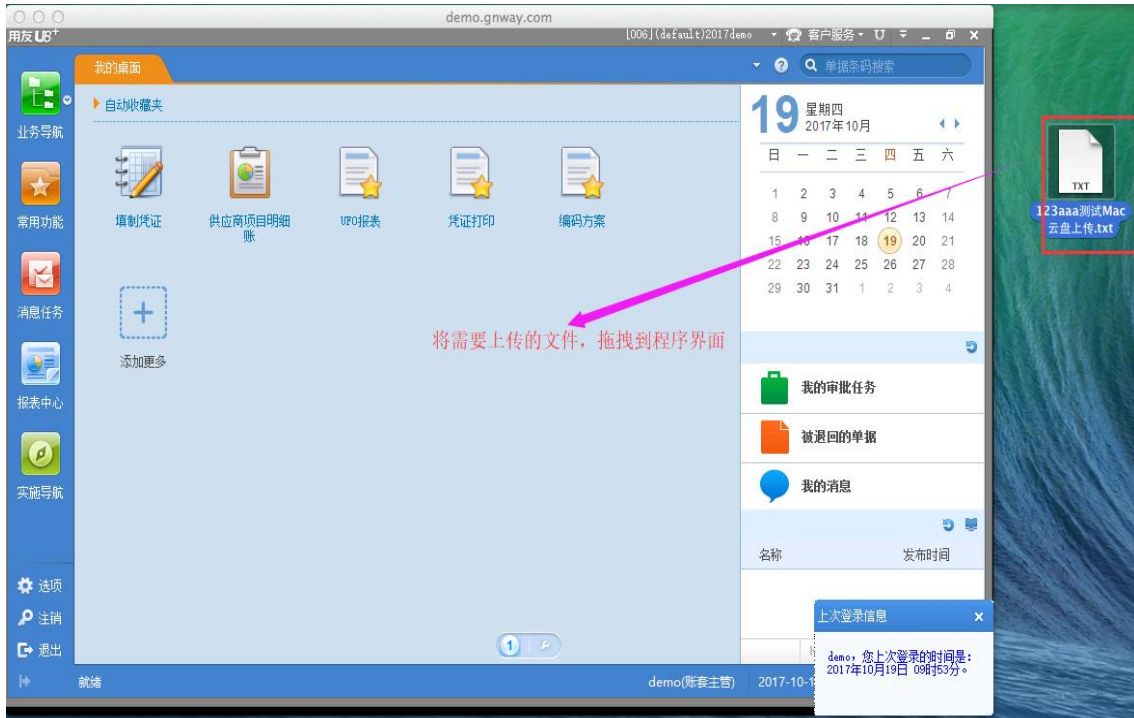 demo.gnway.com
用友U8+
[006](default)2017demo
客户服务
我的桌面
单据条码搜索
业务导航
常用功能
消息任务
报表中心
实施导航
选项
注销
退出
自动收藏夹
填制凭证
供应商项目明细
账
UFO报表
凭证打印
编码方案
添加更多
将需要上传的文件，拖拽到程序界面
19
星期四
2017年10月
日 一 二 三 四 五 六
1 2 3 4 5 6 7
8 9 10 11 12 13 14
15 16 17 18 19 20 21
22 23 24 25 26 27 28
29 30 31 1 2 3 4
我的审批任务
被退回的单据
我的消息
名称 发布时间
上次登录信息
demo，您上次登录的时间是：
2017年10月19日 09时53分。
1
就绪
demo(账套主管)
2017-10-1
TXT
123aaa测试Mac
云盘上传.txt